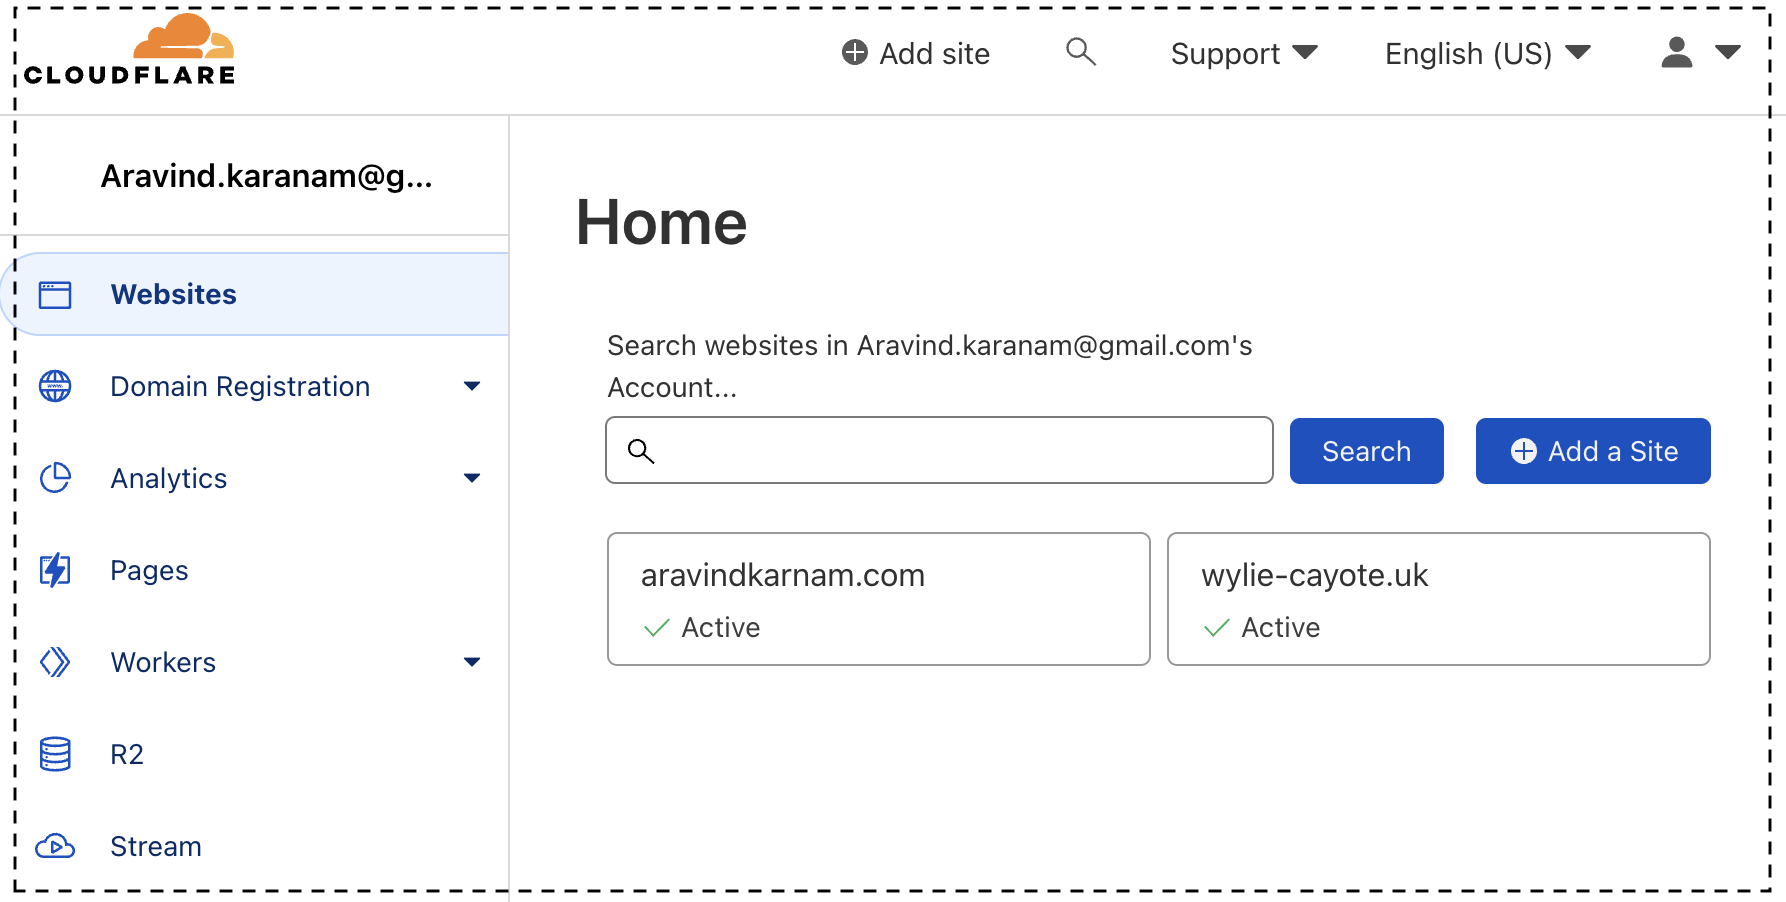 CLOUDFLARE
Add site
Support
English (US)
Aravind.karanam@g...
Websites
Domain Registration
Analytics
Pages
Workers
R2
Stream
Home
Search websites in Aravind.karanam@gmail.com's
Account...
Search
Add a Site
aravindkarnam.com
Active
wylie-cayote.uk
Active